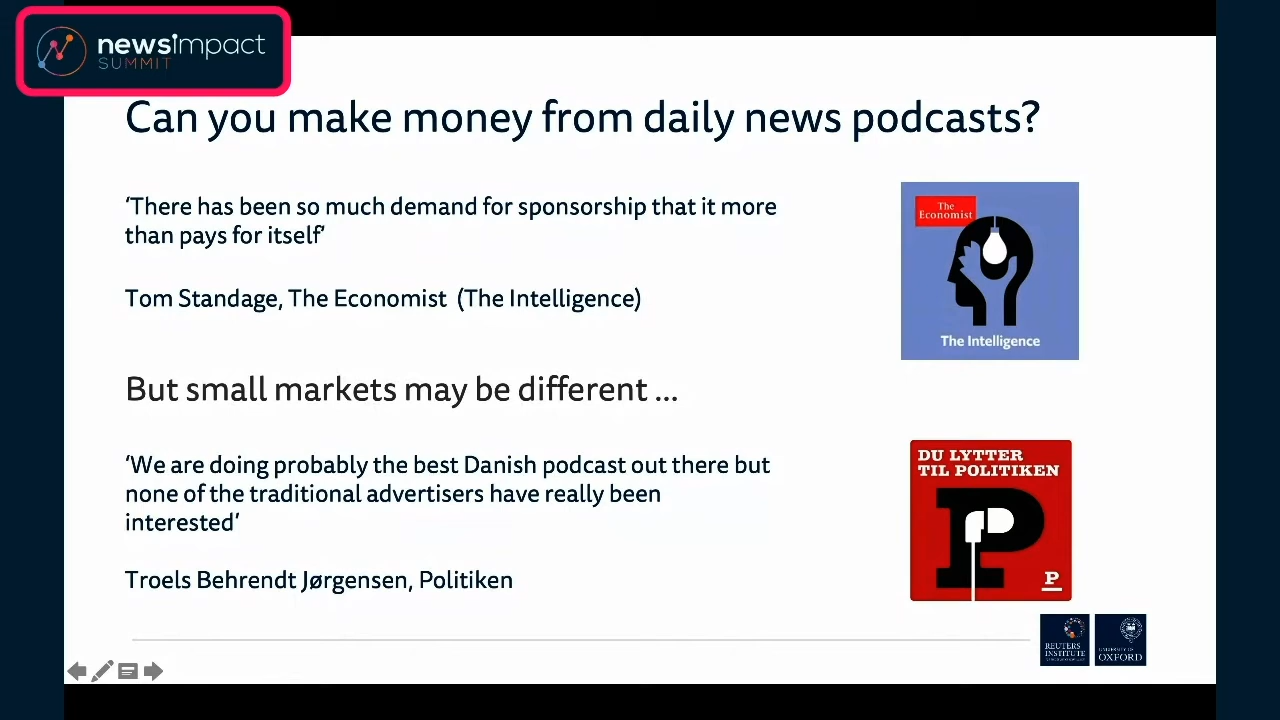 newsimpact
SUMMIT
Can you make money from daily news podcasts?
‘There has been so much demand for sponsorship that it more
than pays for itself’
The
Economist
Tom Standage, The Economist (The Intelligence)
The Intelligence
But small markets may be different ...
‘We are doing probably the best Danish podcast out there but
none of the traditional advertisers have really been
interested’
DU LYTTER
TIL POLITIKEN
P
Troels Behrendt Jørgensen, Politiken
P
REUTERS
INSTITUTE
UNIVERSITY OF
OXFORD